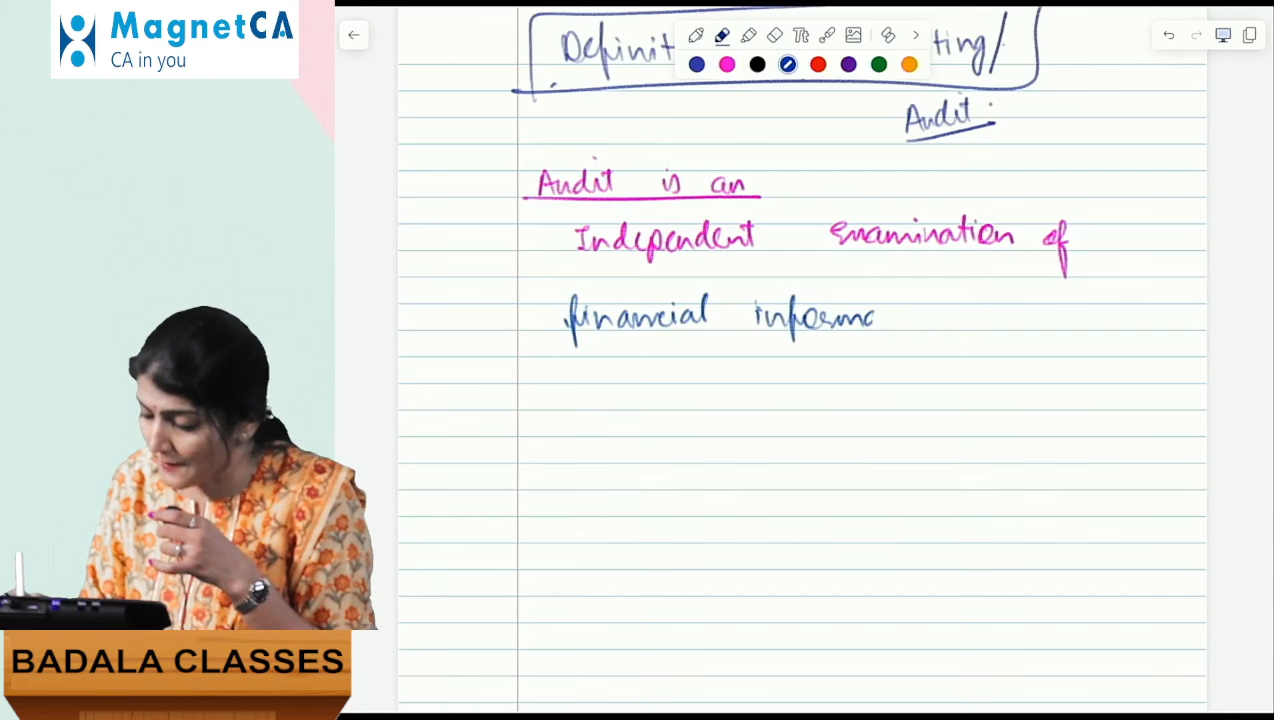 MagnetCA
CA in you
Definit
ting/
Audit
Audit is an
Independent Examination of
financial informa
BADALA CLASSES